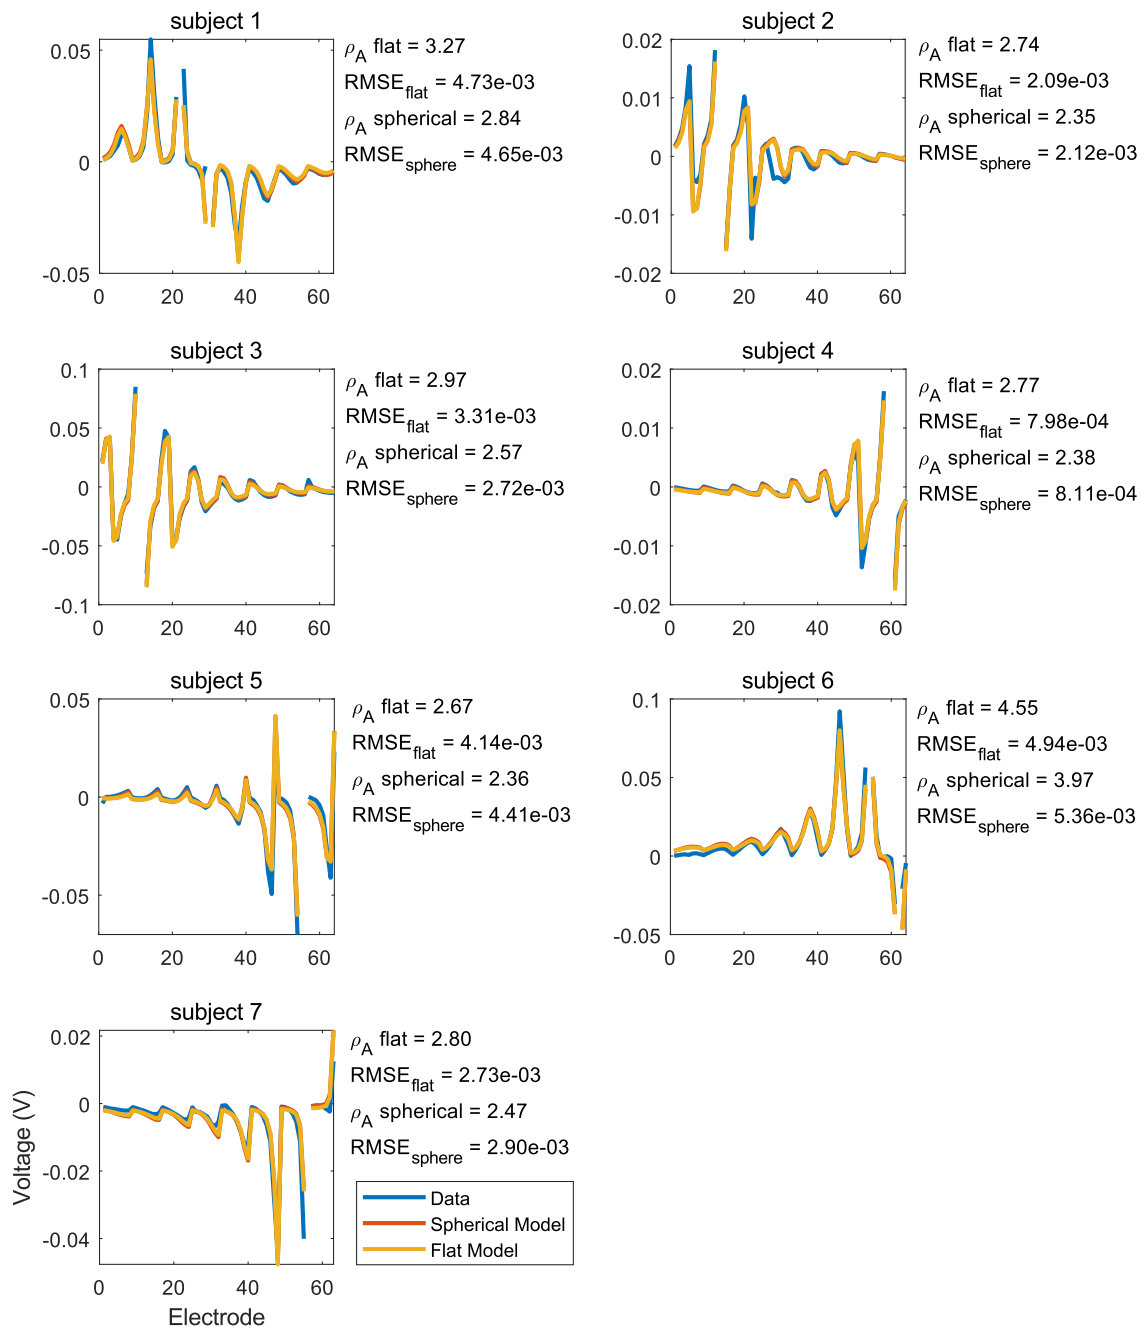 subject 1
0.05
0
-0.05
0 20 40 60
ρA flat = 3.27
RMSEflat = 4.73e-03
ρA spherical = 2.84
RMSEsphere = 4.65e-03
subject 2
0.02
0.01
0
-0.01
-0.02
0 20 40 60
ρA flat = 2.74
RMSEflat = 2.09e-03
ρA spherical = 2.35
RMSEsphere = 2.12e-03
subject 3
0.1
0.05
0
-0.05
-0.1
0 20 40 60
ρA flat = 2.97
RMSEflat = 3.31e-03
ρA spherical = 2.57
RMSEsphere = 2.72e-03
subject 4
0.02
0.01
0
-0.01
-0.02
0 20 40 60
ρA flat = 2.77
RMSEflat = 7.98e-04
ρA spherical = 2.38
RMSEsphere = 8.11e-04
subject 5
0.05
0
-0.05
0 20 40 60
ρA flat = 2.67
RMSEflat = 4.14e-03
ρA spherical = 2.36
RMSEsphere = 4.41e-03
subject 6
0.1
0.05
0
-0.05
0 20 40 60
ρA flat = 4.55
RMSEflat = 4.94e-03
ρA spherical = 3.97
RMSEsphere = 5.36e-03
subject 7
0.02
0
-0.02
-0.04
0 20 40 60
Voltage (V)
Electrode
ρA flat = 2.80
RMSEflat = 2.73e-03
ρA spherical = 2.47
RMSEsphere = 2.90e-03
Data
Spherical Model
Flat Model